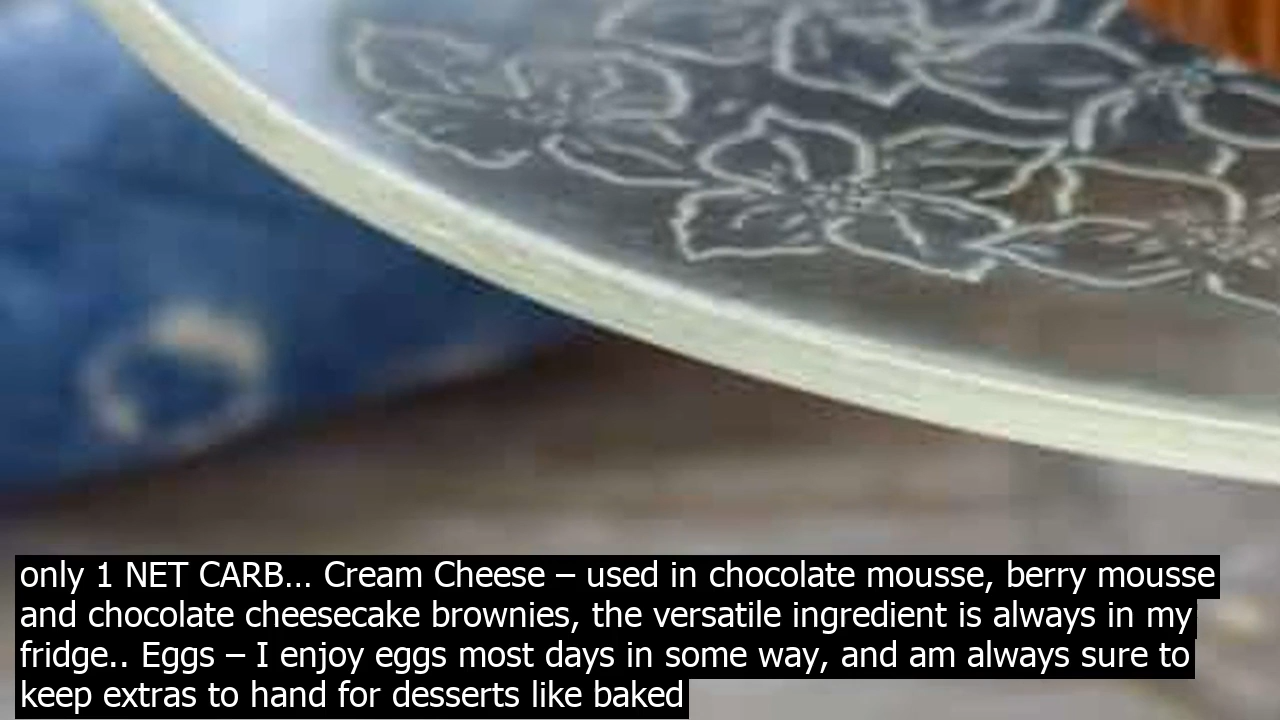 only 1 NET CARB… Cream Cheese – used in chocolate mousse, berry mousse
and chocolate cheesecake brownies, the versatile ingredient is always in my
fridge.. Eggs – I enjoy eggs most days in some way, and am always sure to
keep extras to hand for desserts like baked